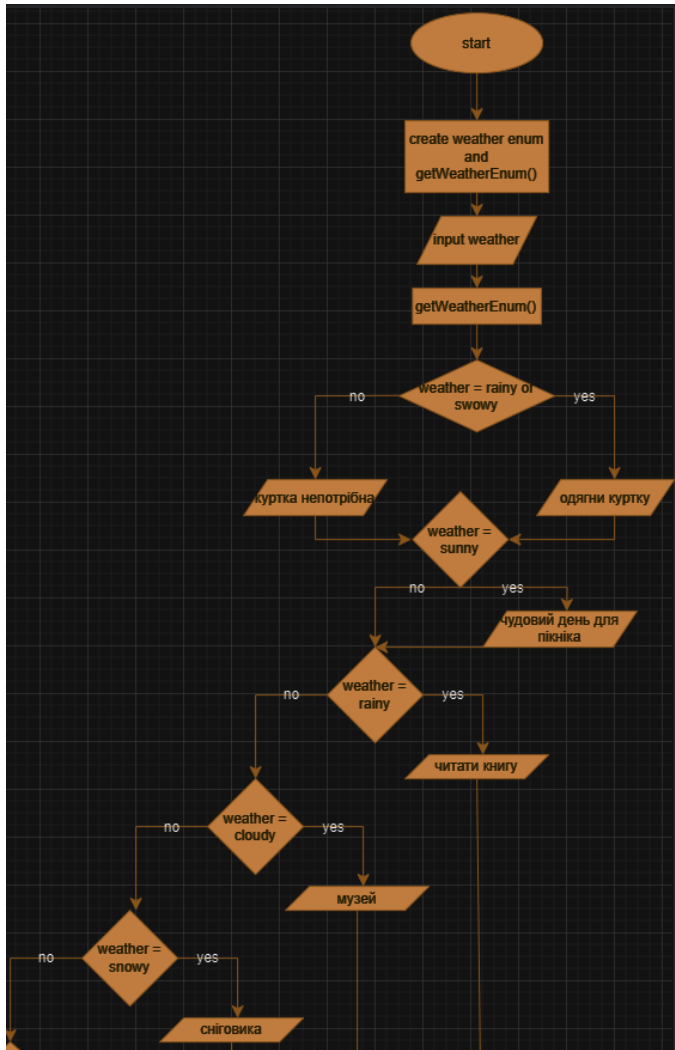 start
create weather enum
and
getWeatherEnum()
input weather
getWeatherEnum()
weather = rainy or
swowy
no
yes
куртка непотрібна
одягни куртку
weather =
sunny
no
yes
чудовий день для
пікніка
weather =
rainy
no
yes
читати книгу
weather =
cloudy
no
yes
музей
weather =
snowy
no
yes
сніговика